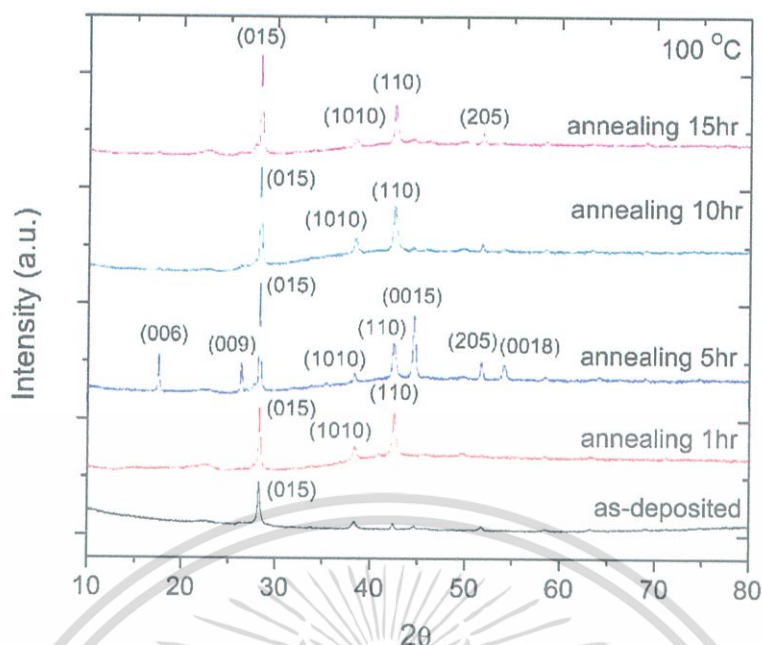 (015)
100 °C
(110)
(1010)
(205)
annealing 15hr
(015)
(110)
(1010)
annealing 10hr
(015)
(0015)
(006)
(009)
(110)
(1010)
(205)
(0018)
annealing 5hr
(015)
(110)
(1010)
annealing 1hr
(015)
as-deposited
Intensity (a.u.)
10 20 30 40 50 60 70 80
2θ